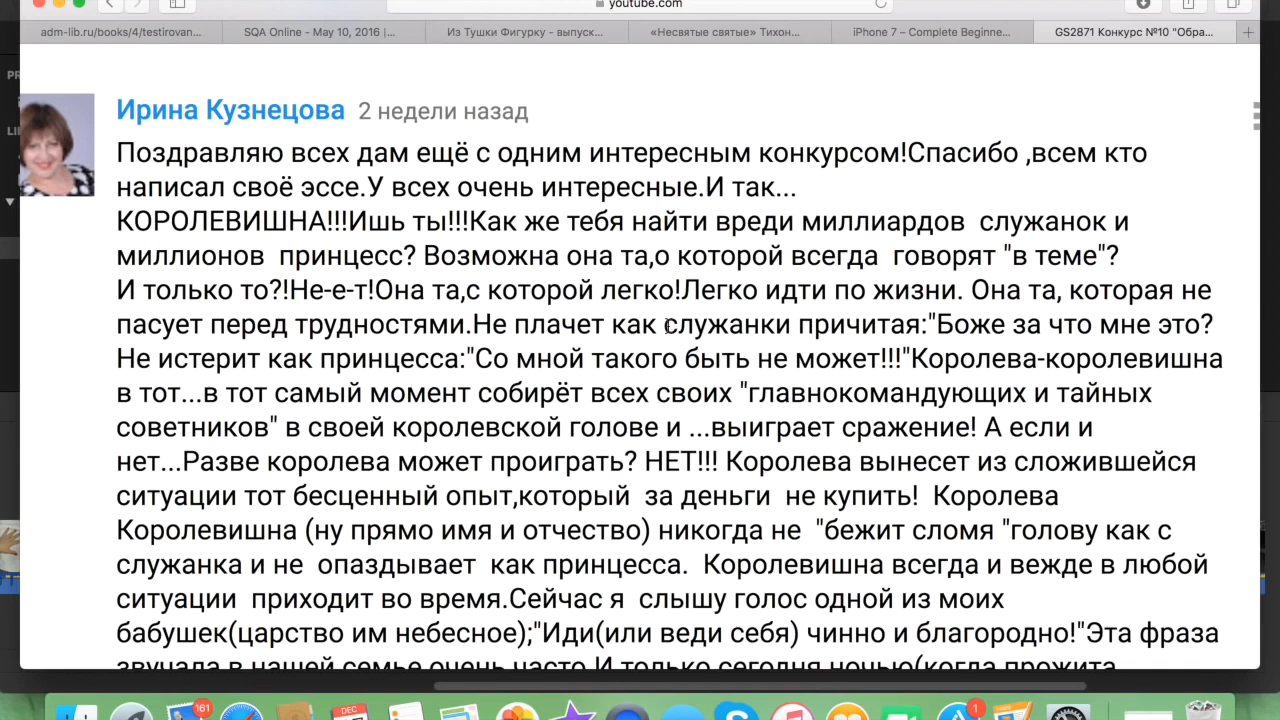 youtube.com
adm-lib.ru/books/4/testirovan...
SQA Online - May 10, 2016 |...
Из Тушки Фигурку - выпуск...
«Несвятые святые» Тихон...
iPhone 7 – Complete Beginne...
GS2871 Конкурс №10 "Обра...
Ирина Кузнецова 2 недели назад
Поздравляю всех дам ещё с одним интересным конкурсом!Спасибо ,всем кто
написал своё эссе.У всех очень интересные.И так...
КОРОЛЕВИШНА!!!Ишь ты!!!Как же тебя найти вреди миллиардов служанок и
миллионов принцесс? Возможна она та,о которой всегда говорят "в теме"?
И только то?!Не-е-т!Она та,с которой легко!Легко идти по жизни. Она та, которая не
пасует перед трудностями.Не плачет как служанки причитая:"Боже за что мне это?
Не истерит как принцесса:"Со мной такого быть не может!!!"Королева-королевишна
в тот...в тот самый момент собирёт всех своих "главнокомандующих и тайных
советников" в своей королевской голове и ...выиграет сражение! А если и
нет...Разве королева может проиграть? НЕТ!!! Королева вынесет из сложившейся
ситуации тот бесценный опыт,который за деньги не купить! Королева
Королевишна (ну прямо имя и отчество) никогда не "бежит сломя "голову как с
служанка и не опаздывает как принцесса. Королевишна всегда и вежде в любой
ситуации приходит во время.Сейчас я слышу голос одной из моих
бабушек(царство им небесное);"Иди(или веди себя) чинно и благородно!"Эта фраза
звучала в нашей семье очень часто.И только сегодня ночью(когда прожита
161
DEC
1